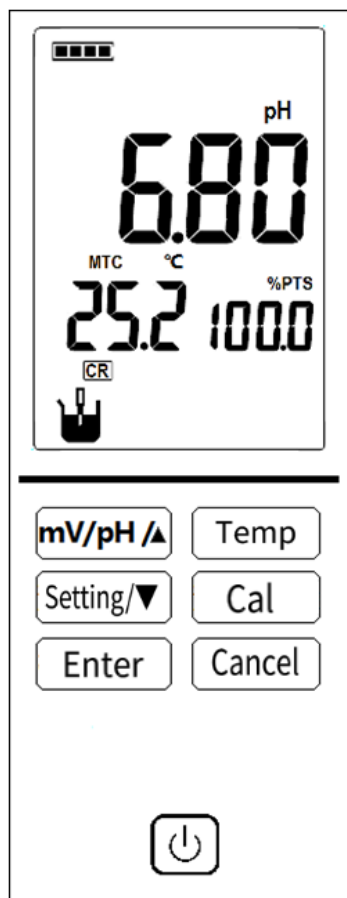 pH
6.80
MTC ℃ %PTS
25.2 100.0
CR
mV/pH/▲ Temp
Setting/▼ Cal
Enter Cancel